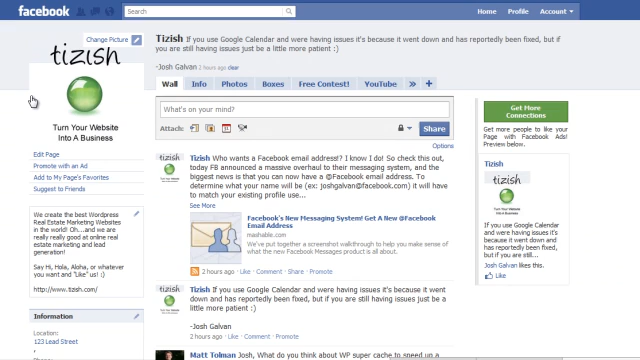 facebook
Search
Home Profile Account
Change Picture
tizish
Turn Your Website
Into A Business
Edit Page
Promote with an Ad
Add to My Page's Favorites
Suggest to Friends
We create the best Wordpress
Real Estate Marketing Websites
in the world! Oh...and we are
really really good at online real
estate marketing and lead
generation!
Say Hi, Hola, Aloha, or whatever
you want and "Like" us! :)
http://www.tizish.com/
Information
Location:
123 Lead Street
,
Tizish If you use Google Calendar and were having issues it's because it went down and has reportedly been fixed, but if
you are still having issues just be a little more patient :)
-Josh Galvan 2 hours ago clear
Wall Info Photos Boxes Free Contest! YouTube » +
What's on your mind?
Attach: 31 Share
Options
tizish
Tizish Who wants a Facebook email address!? I know I do! So check this out,
today FB announced a massive overhaul to their messaging system, and the
biggest news is that you now can have a @Facebook email address. To
determine what your name will be (ex: joshgalvan@facebook.com) it will have
to match your existing profile use...
See More
Facebook's New Messaging System! Get A New @Facebook
Email Address
mashable.com
We've put together a screenshot walkthrough to help you make sense of
what the new Facebook Messages product is all about.
2 hours ago · Like · Comment · Share · Promote
tizish
Tizish If you use Google Calendar and were having issues it's because it went
down and has reportedly been fixed, but if you are still having issues just be a
little more patient :)
-Josh Galvan
2 hours ago · Like · Comment · Promote
Matt Tolman Josh, What do you think about WP super cache to speed up a
Get More
Connections
Get more people to like your
Page with Facebook Ads!
Preview below.
Tizish
tizish
If you use Google
Calendar and were
having issues it's
because it went
down and has
reportedly been
fixed, but if you are
still...
Josh Galvan likes this.
Like